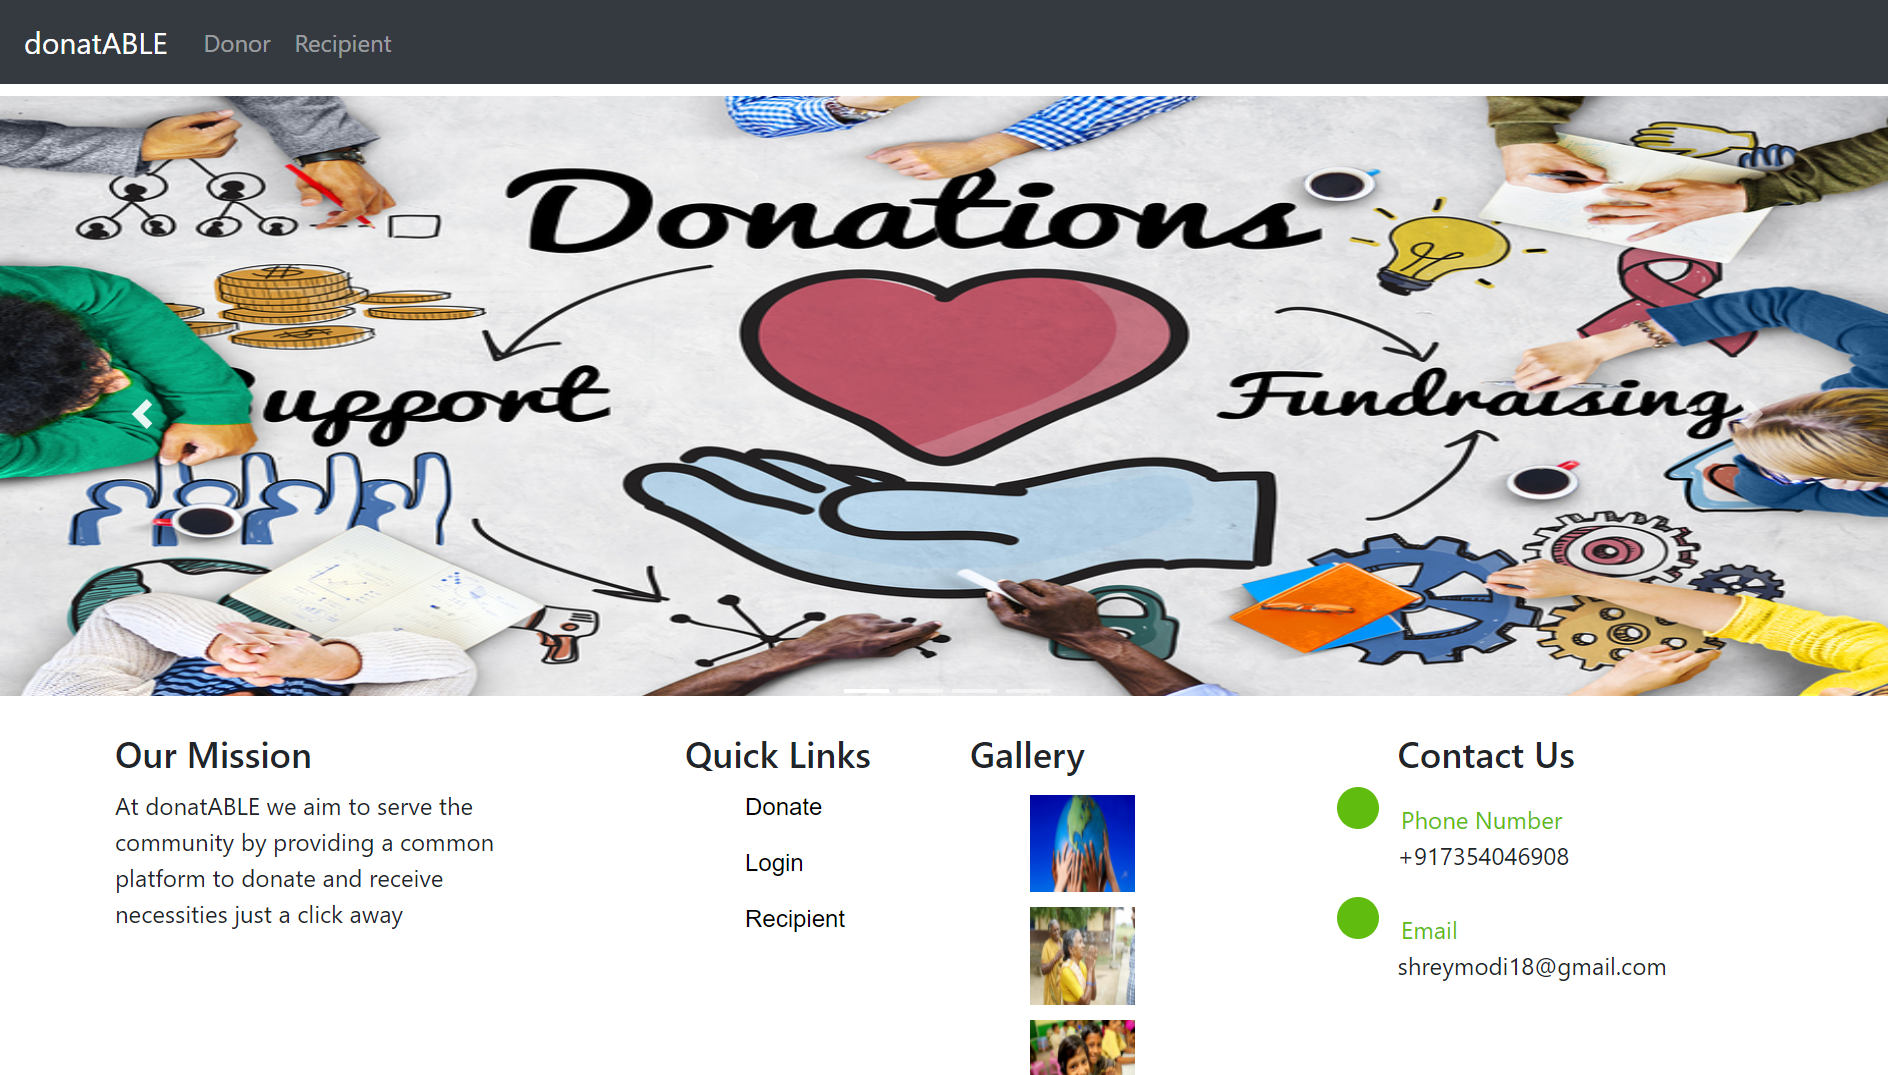 donatABLE Donor Recipient
Donations
upport
Fundraising
Our Mission
At donatABLE we aim to serve the
community by providing a common
platform to donate and receive
necessities just a click away
Quick Links
Donate
Login
Recipient
Gallery
Contact Us
Phone Number
+917354046908
Email
shreymodi18@gmail.com